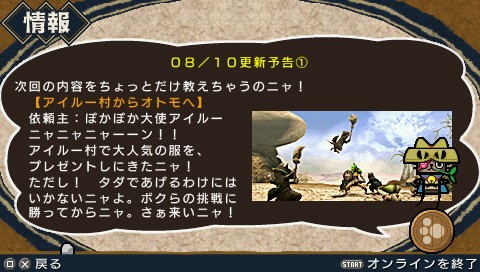 情報
08/10更新予告①
次回の内容をちょっとだけ教えちゃうのニャ！
【アイルー村からオトモへ】
依頼主：ぽかぽか大使アイルー
ニャニャニャーーン！！
アイルー村で大人気の服を、
プレゼントしにきたニャ！
ただし！　タダであげるわけには
いかないニャよ。ボクらの挑戦に
勝ってからニャ。さぁ来いニャ！
戻る
START オンラインを終了